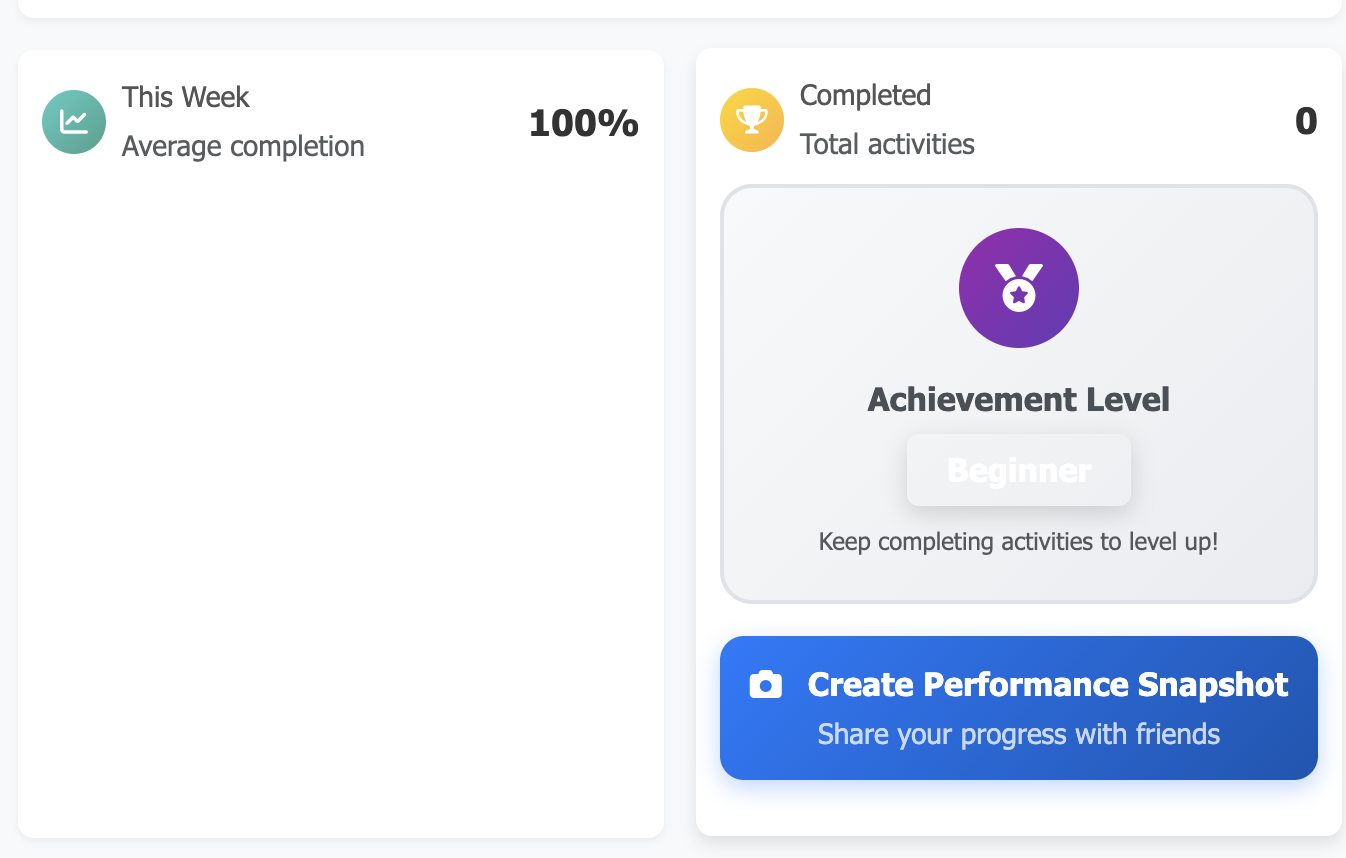 This Week
Average completion
100%
Completed
Total activities
0
Achievement Level
Beginner
Keep completing activities to level up!
Create Performance Snapshot
Share your progress with friends